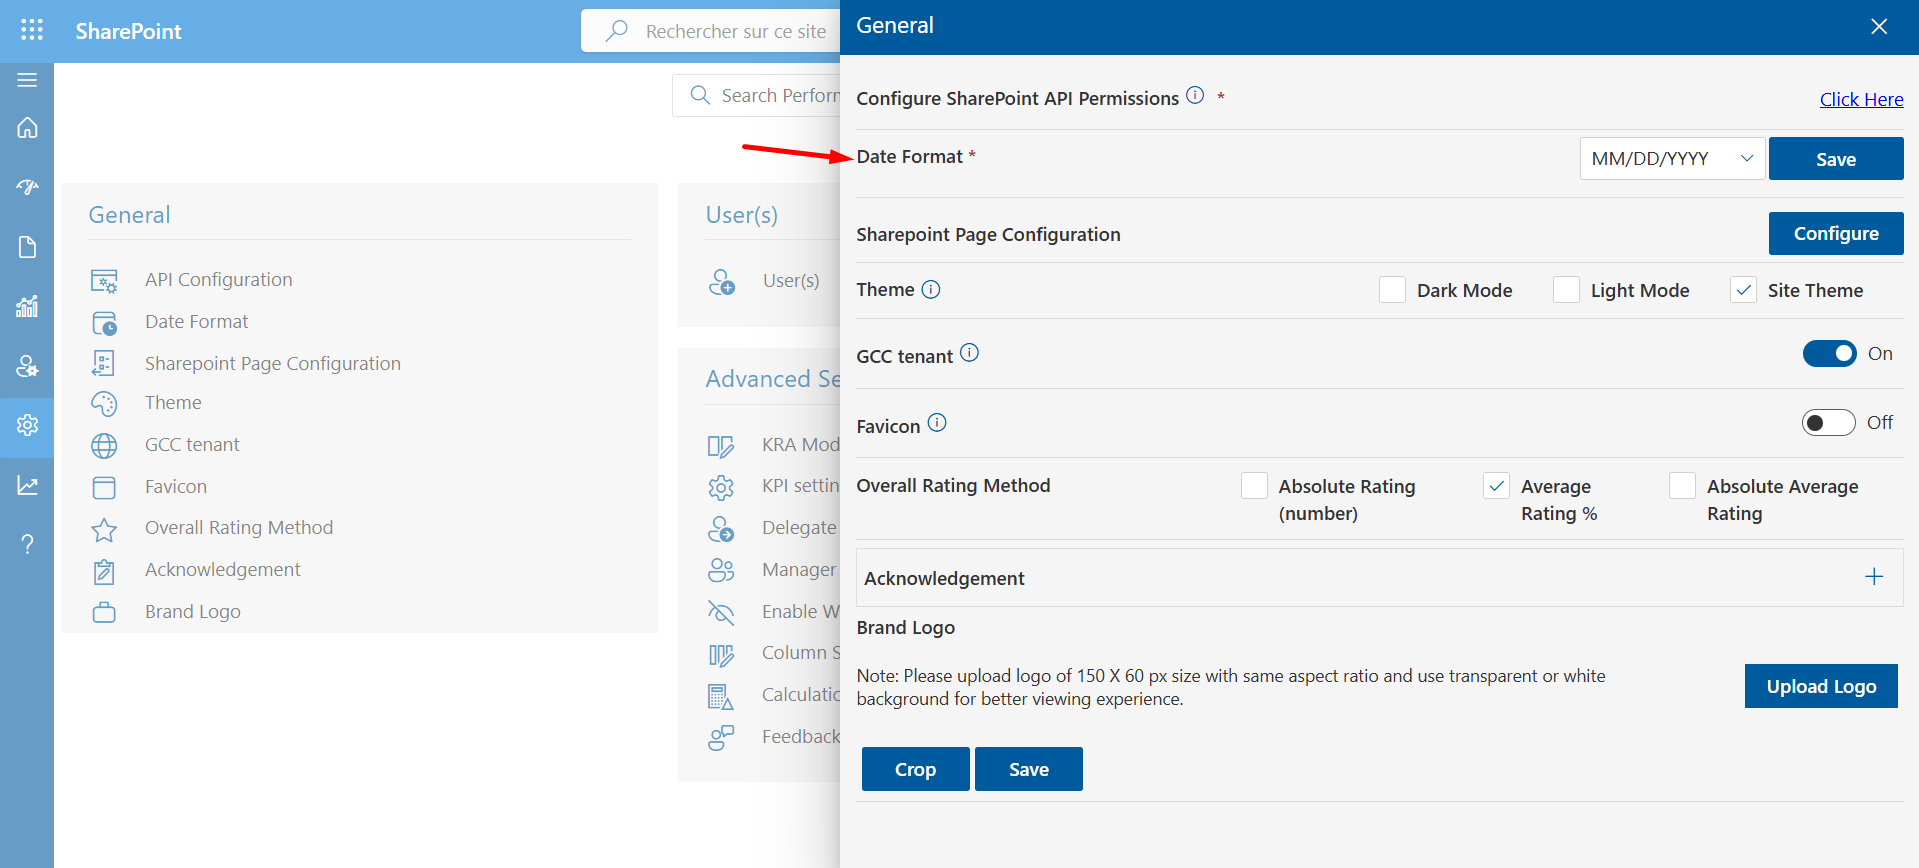 SharePoint
Rechercher sur ce site
General
Configure SharePoint API Permissions *
Click Here
Search Perforn
Date Format *
MM/DD/YYYY
Save
General
User(s)
Sharepoint Page Configuration
Configure
API Configuration
User(s)
Theme
Dark Mode
Light Mode
Site Theme
Date Format
Sharepoint Page Configuration
GCC tenant
On
Theme
Advanced Se
GCC tenant
KRA Mod
Favicon
Off
Favicon
KPI settin
Overall Rating Method
Absolute Rating
(number)
Average
Rating %
Absolute Average
Rating
Overall Rating Method
Delegate
Acknowledgement
Manager
Acknowledgement
Brand Logo
Enable W
Brand Logo
Column S
Note: Please upload logo of 150 X 60 px size with same aspect ratio and use transparent or white
background for better viewing experience.
Upload Logo
Calculatic
Feedback
Crop
Save